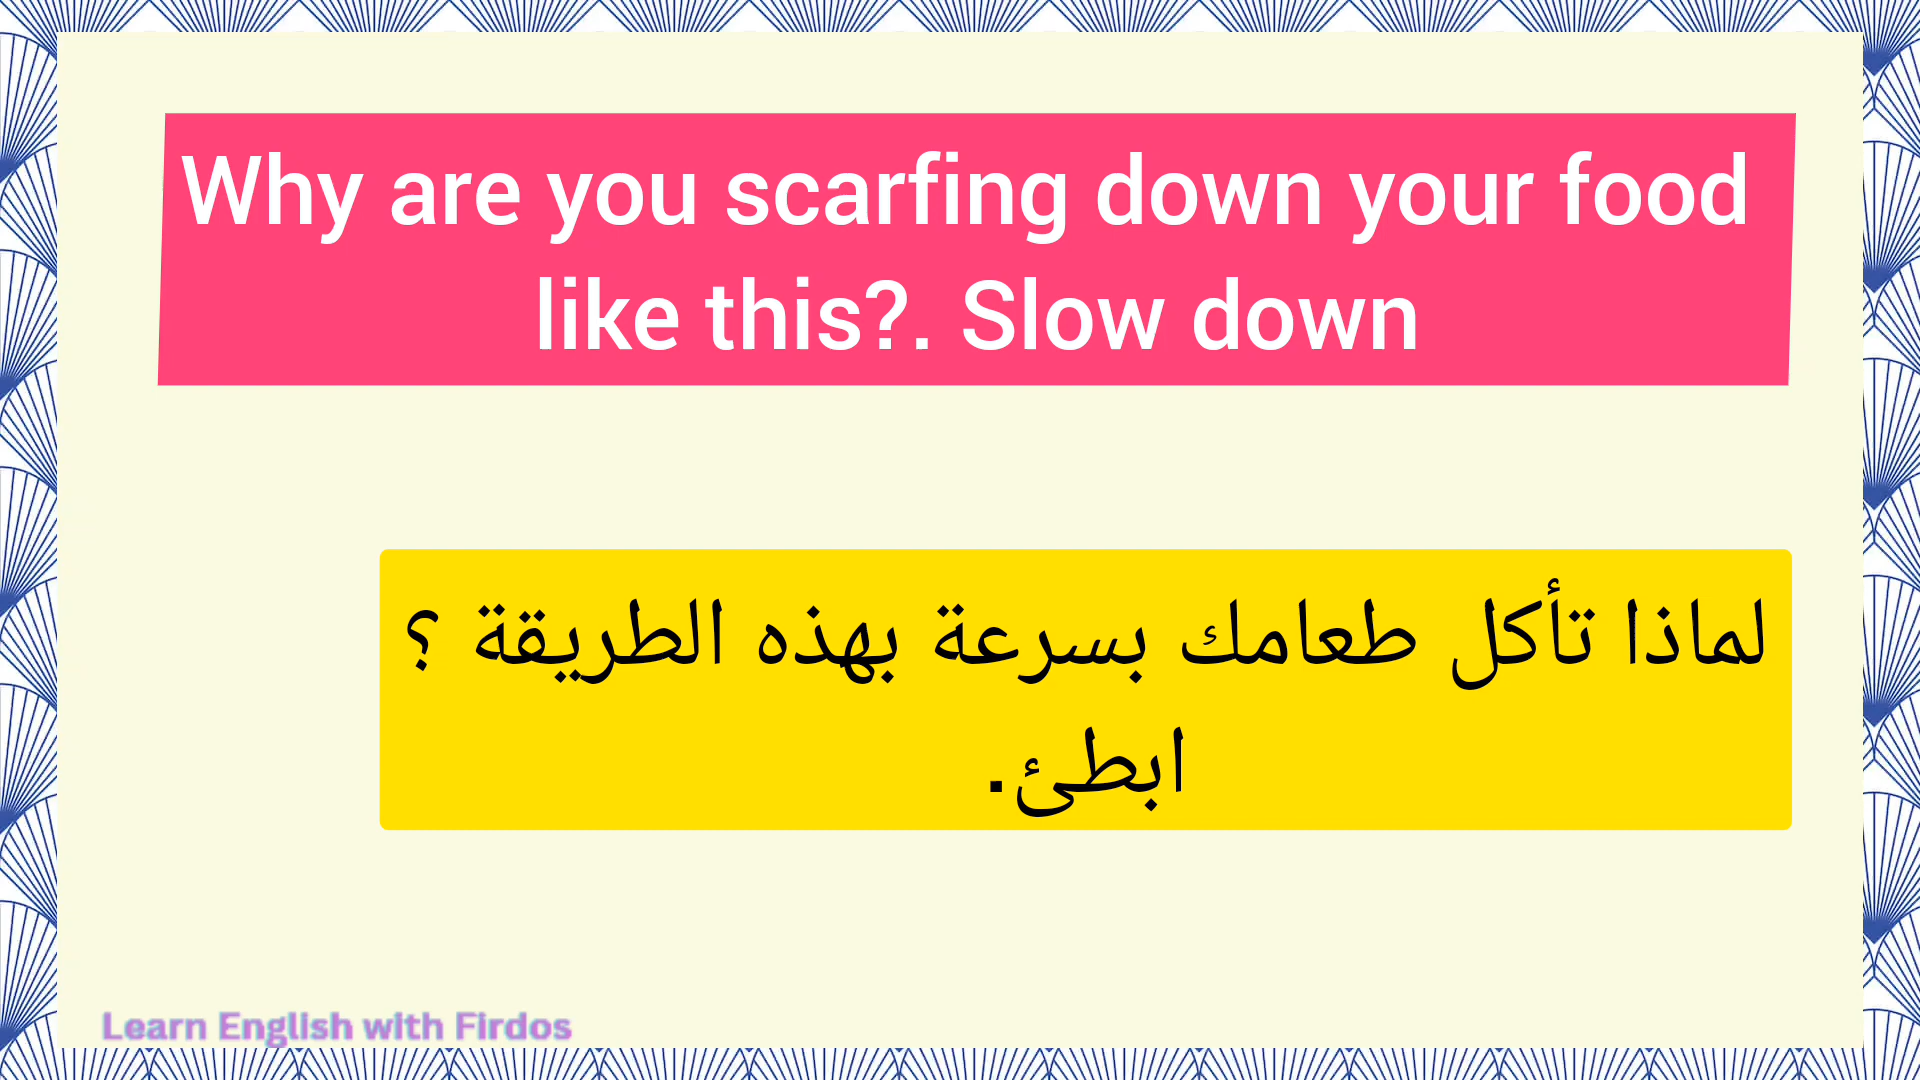 Why are you scarfing down your food
like this?. Slow down
لماذا تأكل طعامك بسرعة بهذه الطريقة ؟
ابطئ.
Learn English with Firdos